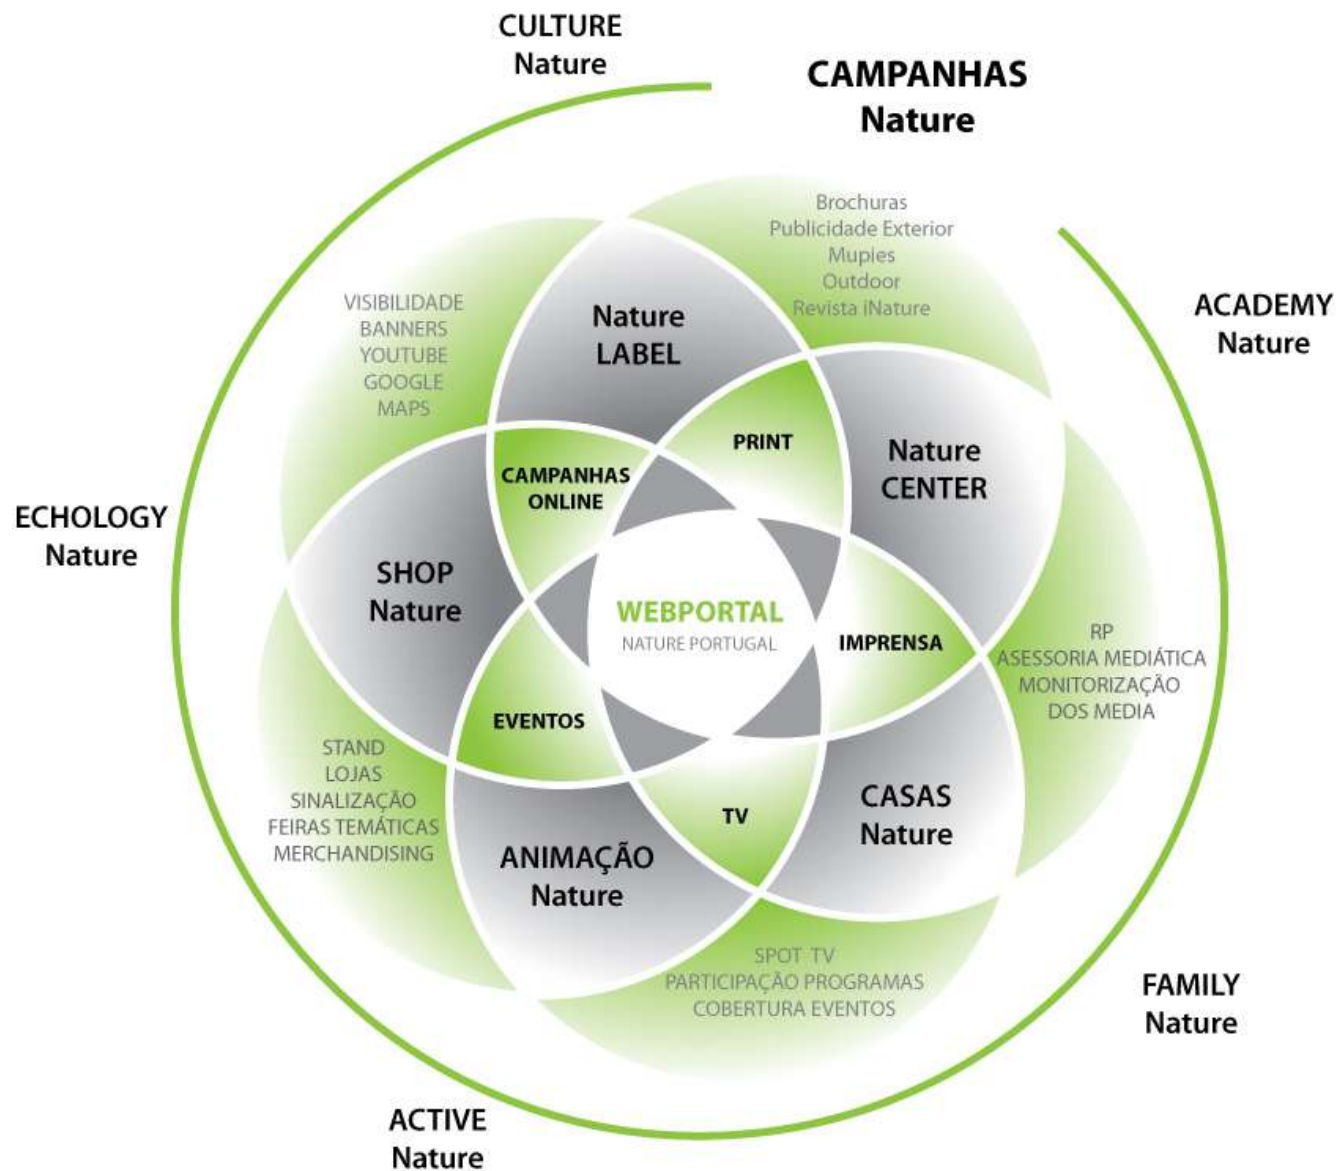 CULTURE
Nature
CAMPANHAS
Nature
Brochuras
Publicidade Exterior
Mupies
Outdoor
Revista iNature
ACADEMY
Nature
VISIBILIDADE
BANNERS
YOUTUBE
GOOGLE
MAPS
Nature
LABEL
PRINT
Nature
CENTER
CAMPANHAS
ONLINE
ECHOLOGY
Nature
SHOP
Nature
WEBPORTAL
NATURE PORTUGAL
IMPRENSA
RP
ASESSORIA MEDIÁTICA
MONITORIZAÇÃO
DOS MEDIA
EVENTOS
STAND
LOJAS
SINALIZAÇÃO
FEIRAS TEMÁTICAS
MERCHANDISING
TV
CASAS
Nature
ANIMAÇÃO
Nature
SPOT TV
PARTICIPAÇÃO PROGRAMAS
COBERTURA EVENTOS
FAMILY
Nature
ACTIVE
Nature